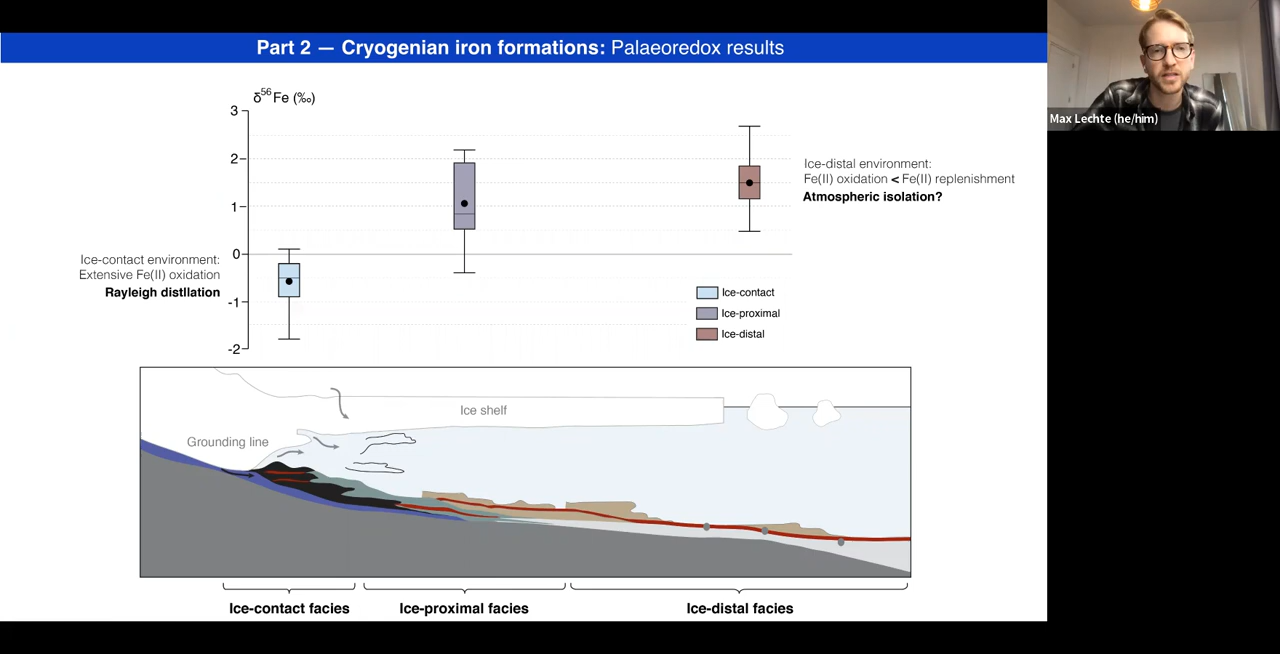 Part 2 — Cryogenian iron formations: Palaeoredox results
Max Lechte (he/him)
δ56Fe (‰)
3
2
1
0
-1
-2
Ice-distal environment:
Fe(II) oxidation < Fe(II) replenishment
Atmospheric isolation?
Ice-contact environment:
Extensive Fe(II) oxidation
Rayleigh distllation
Ice-contact
Ice-proximal
Ice-distal
Ice shelf
Grounding line
Ice-contact facies
Ice-proximal facies
Ice-distal facies